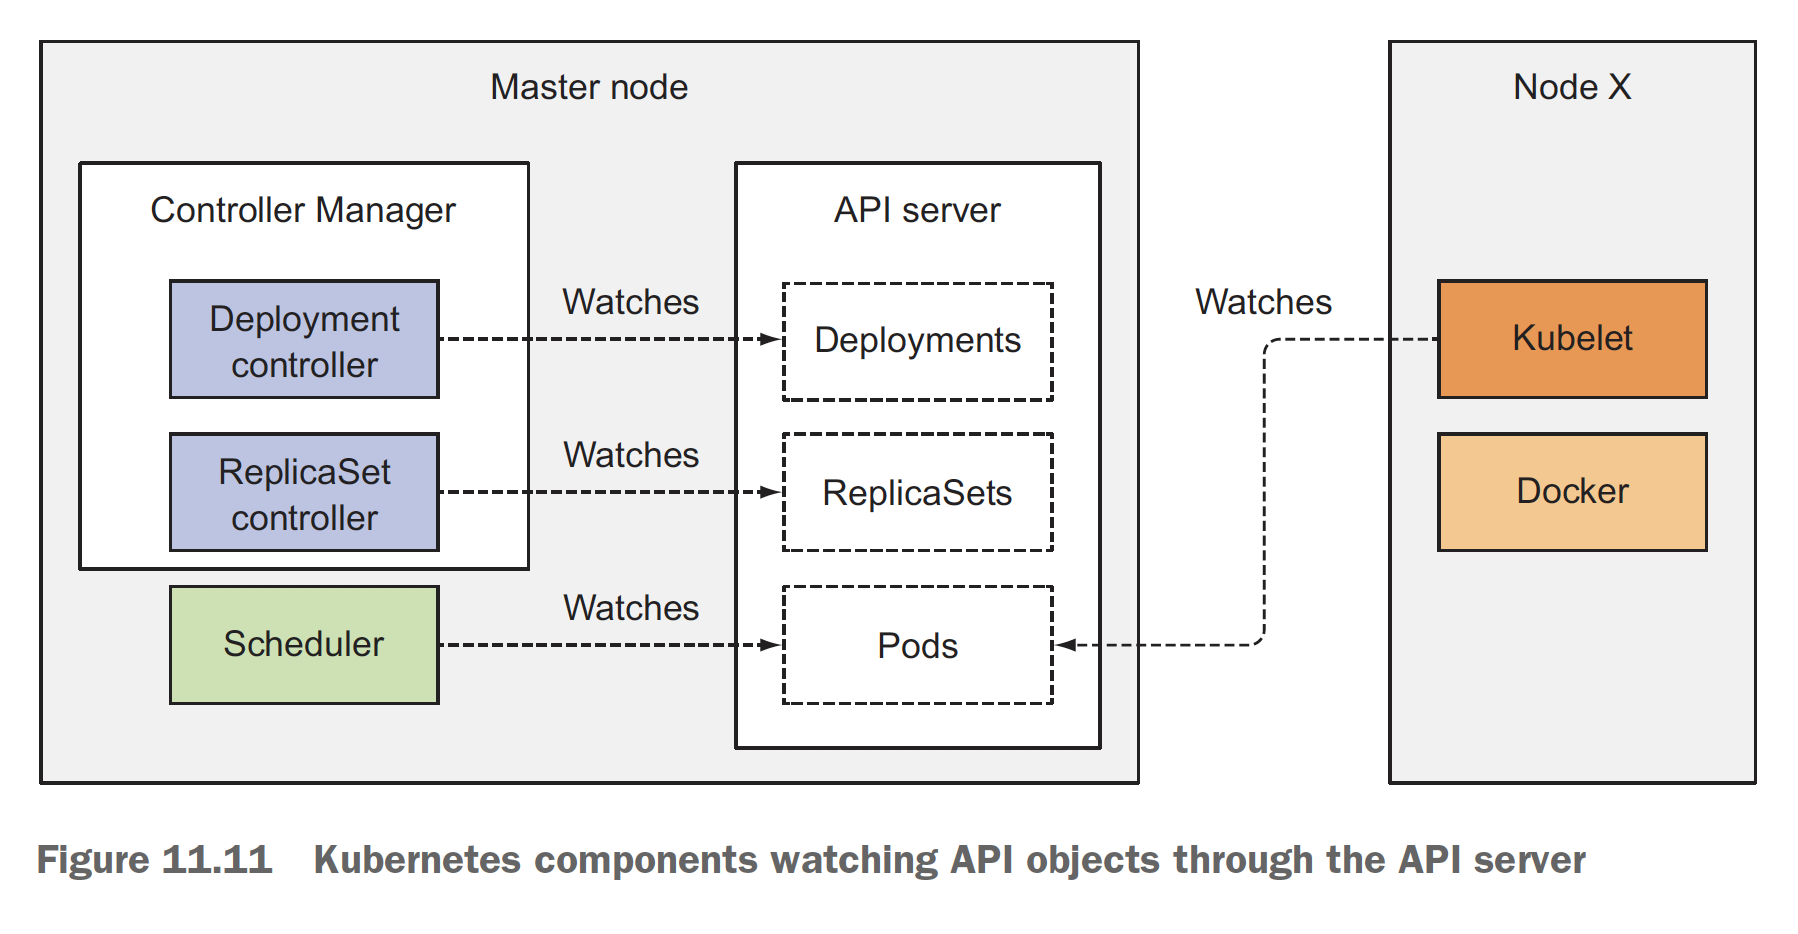 Master node
Node X
Controller Manager
API server
Deployment
controller
Watches
Deployments
Watches
Kubelet
ReplicaSet
controller
Watches
ReplicaSets
Docker
Scheduler
Watches
Pods
Figure 11.11 Kubernetes components watching API objects through the API server